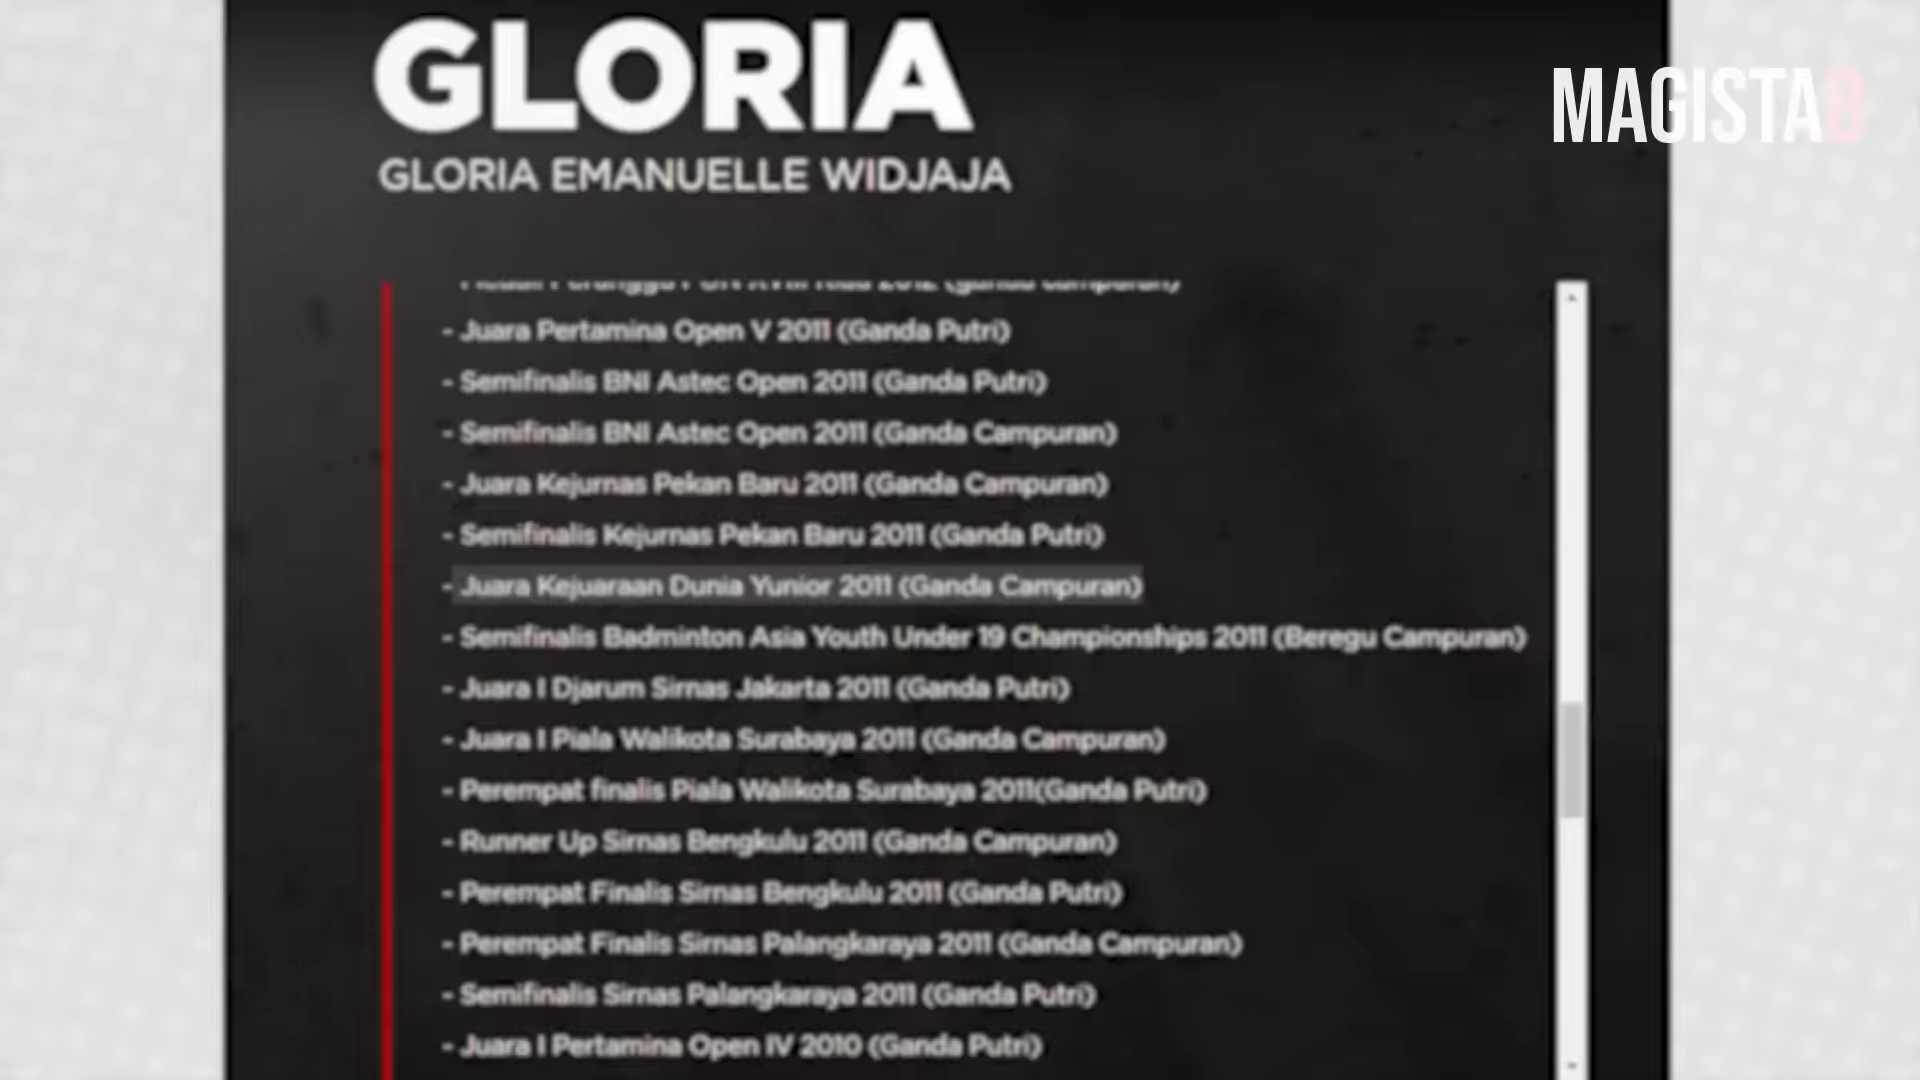 GLORIA
MAGISTA8
GLORIA EMANUELLE WIDJAJA
2012 (ganda campuran)
- Juara Pertamina Open V 2011 (Ganda Putri)
- Semifinalis BNI Astec Open 2011 (Ganda Putri)
- Semifinalis BNI Astec Open 2011 (Ganda Campuran)
- Juara Kejurnas Pekan Baru 2011 (Ganda Campuran)
- Semifinalis Kejurnas Pekan Baru 2011 (Ganda Putri)
- Juara Kejuaraan Dunia Yunior 2011 (Ganda Campuran)
- Semifinalis Badminton Asia Youth Under 19 Championships 2011 (Beregu Campuran)
- Juara I Djarum Sirnas Jakarta 2011 (Ganda Putri)
- Juara I Piala Walikota Surabaya 2011 (Ganda Campuran)
- Perempat finalis Piala Walikota Surabaya 2011(Ganda Putri)
- Runner Up Sirnas Bengkulu 2011 (Ganda Campuran)
- Perempat Finalis Sirnas Bengkulu 2011 (Ganda Putri)
- Perempat Finalis Sirnas Palangkaraya 2011 (Ganda Campuran)
- Semifinalis Sirnas Palangkaraya 2011 (Ganda Putri)
- Juara I Pertamina Open IV 2010 (Ganda Putri)